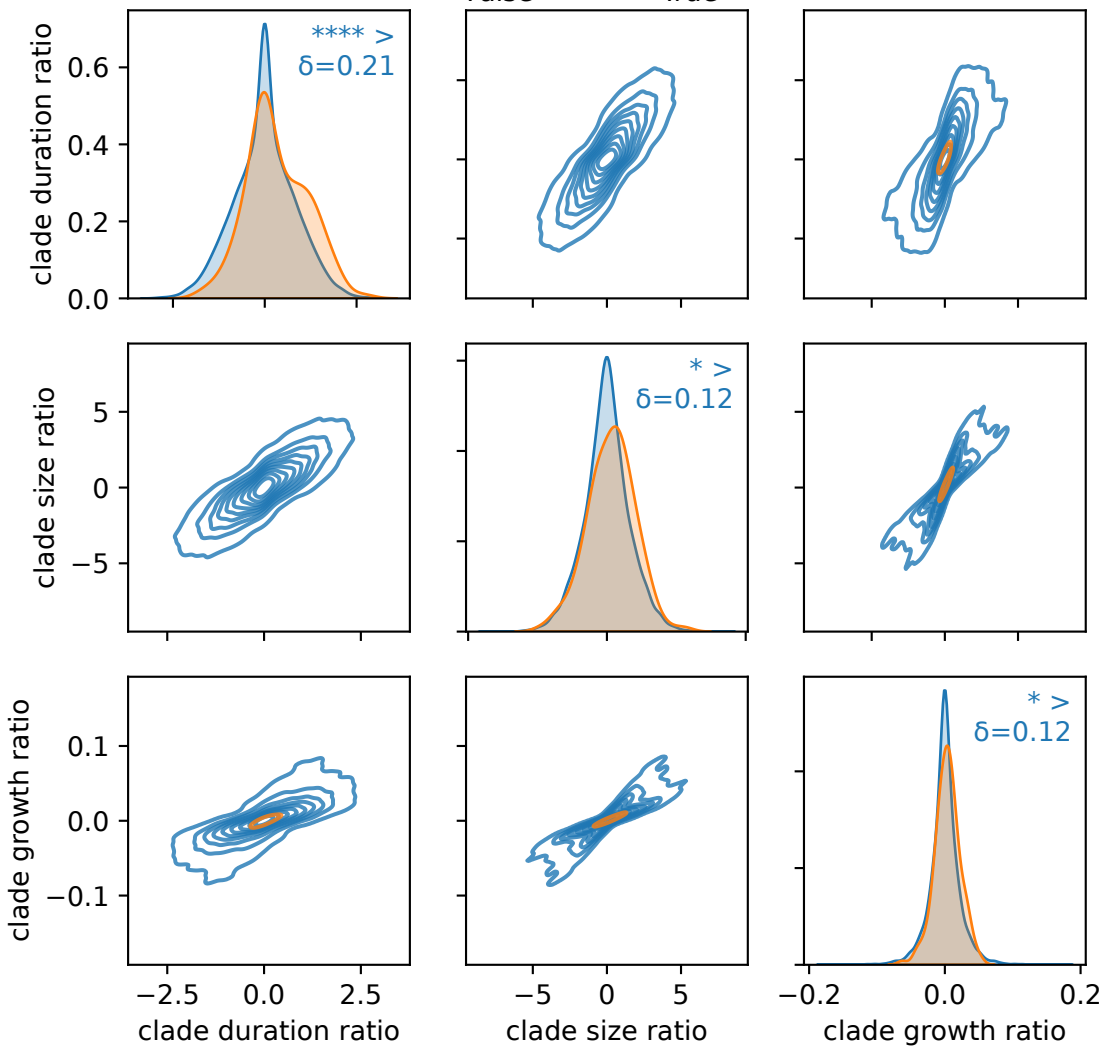 clade duration ratio
0.6
0.4
0.2
0.0
**** >
δ=0.21
clade size ratio
5
0
−5
* >
δ=0.12
clade growth ratio
0.1
0.0
−0.1
* >
δ=0.12
−2.5 0.0 2.5
clade duration ratio
−5 0 5
clade size ratio
−0.2 0.0 0.2
clade growth ratio